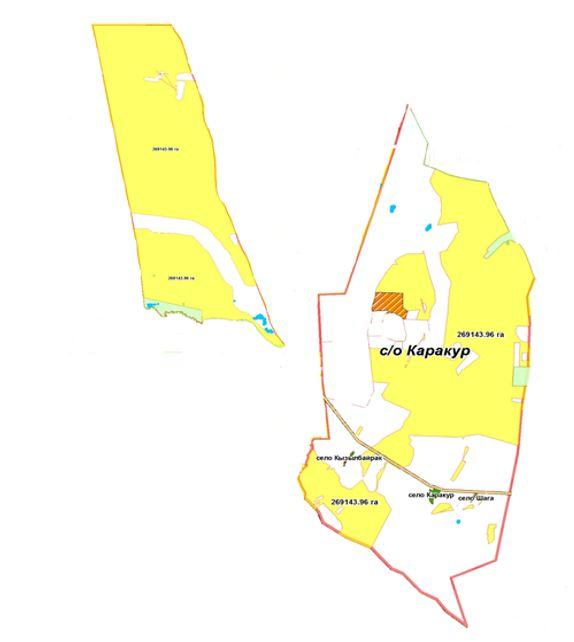 269143.96 га
269143.96 га
269143.96 га
с/о Каракур
село Кызылбайрак
село Каракур
село Шага
269143.96 га